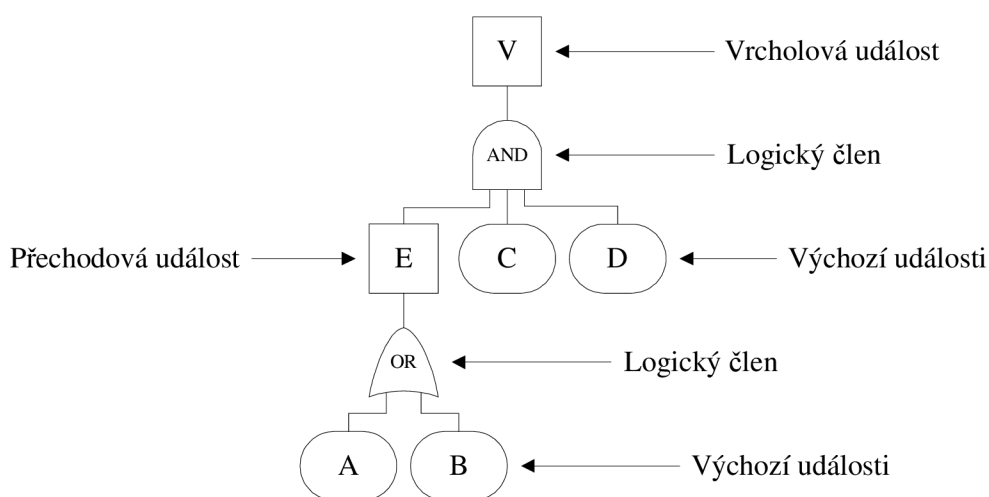 V
Vrcholová událost
AND
Logický člen
Přechodová událost
E
C
D
Výchozí události
OR
Logický člen
A
B
Výchozí události